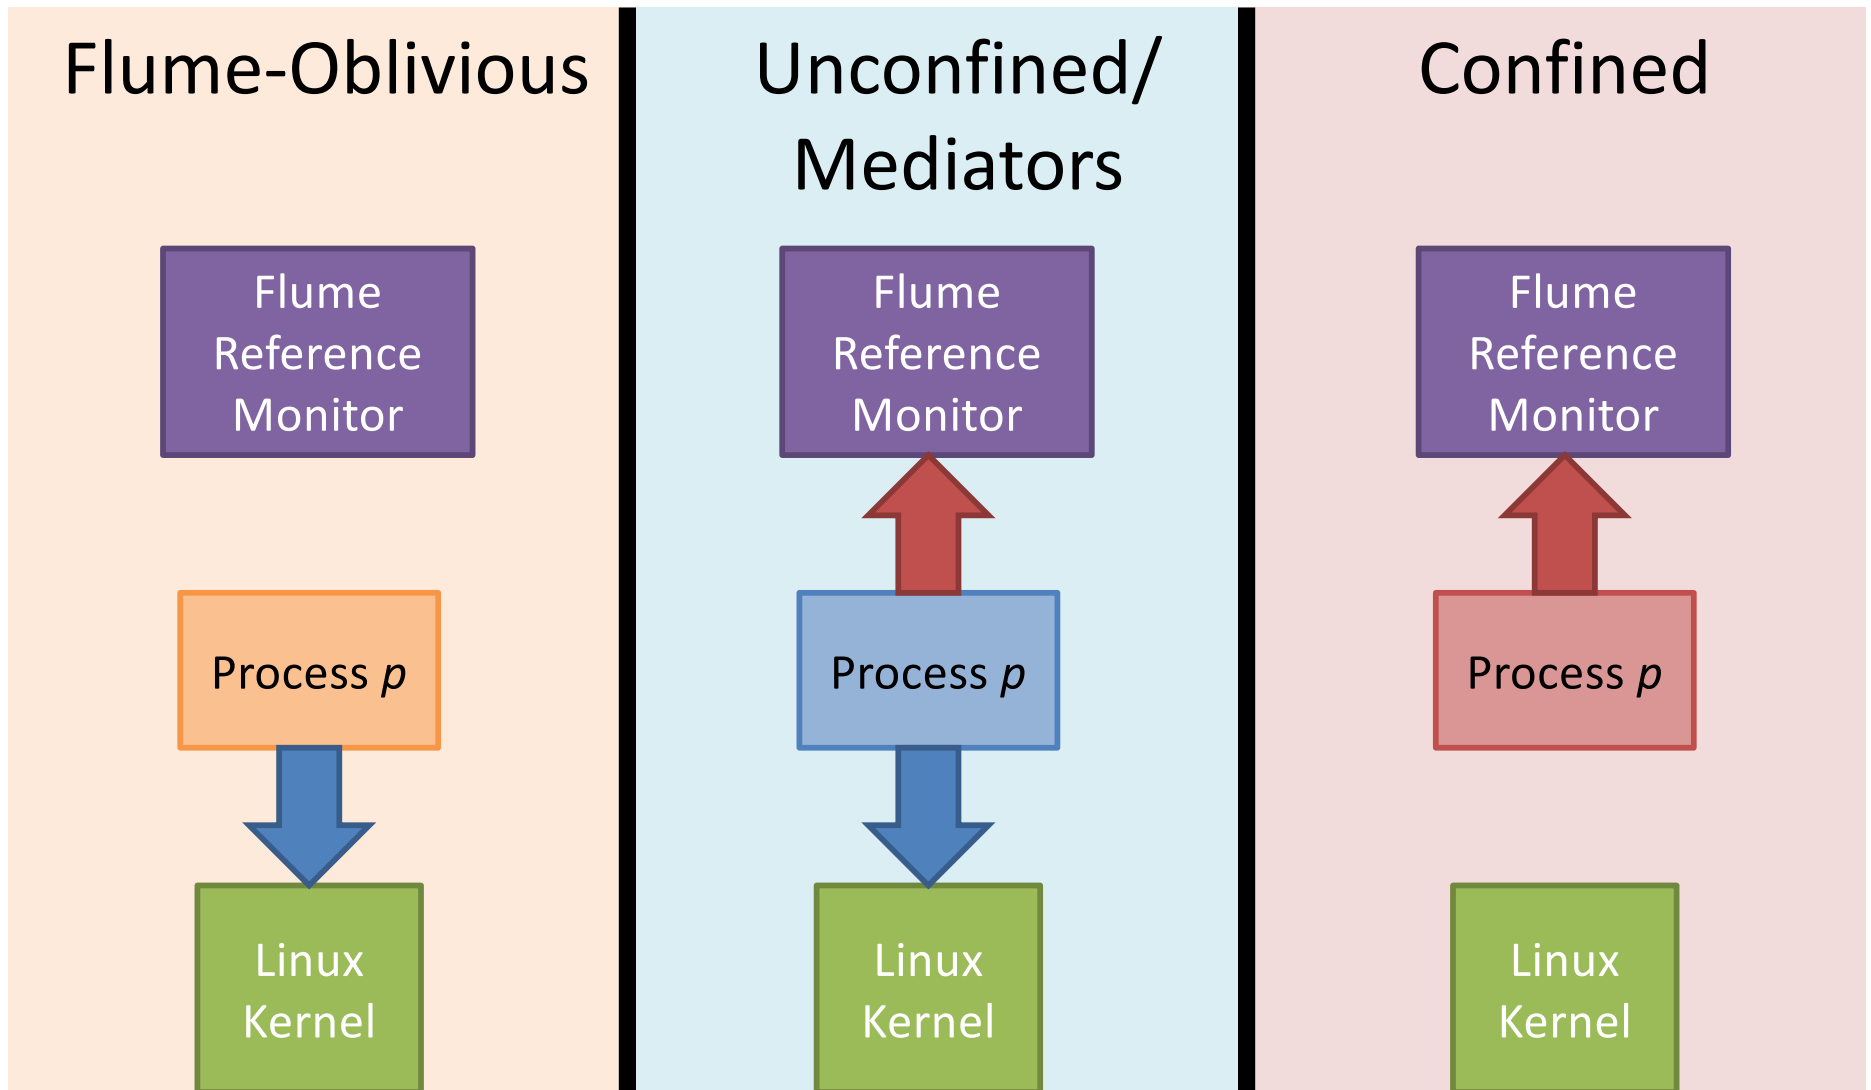 Flume-Oblivious
Flume
Reference
Monitor
Process p
Linux
Kernel
Unconfined/
Mediators
Flume
Reference
Monitor
Process p
Linux
Kernel
Confined
Flume
Reference
Monitor
Process p
Linux
Kernel